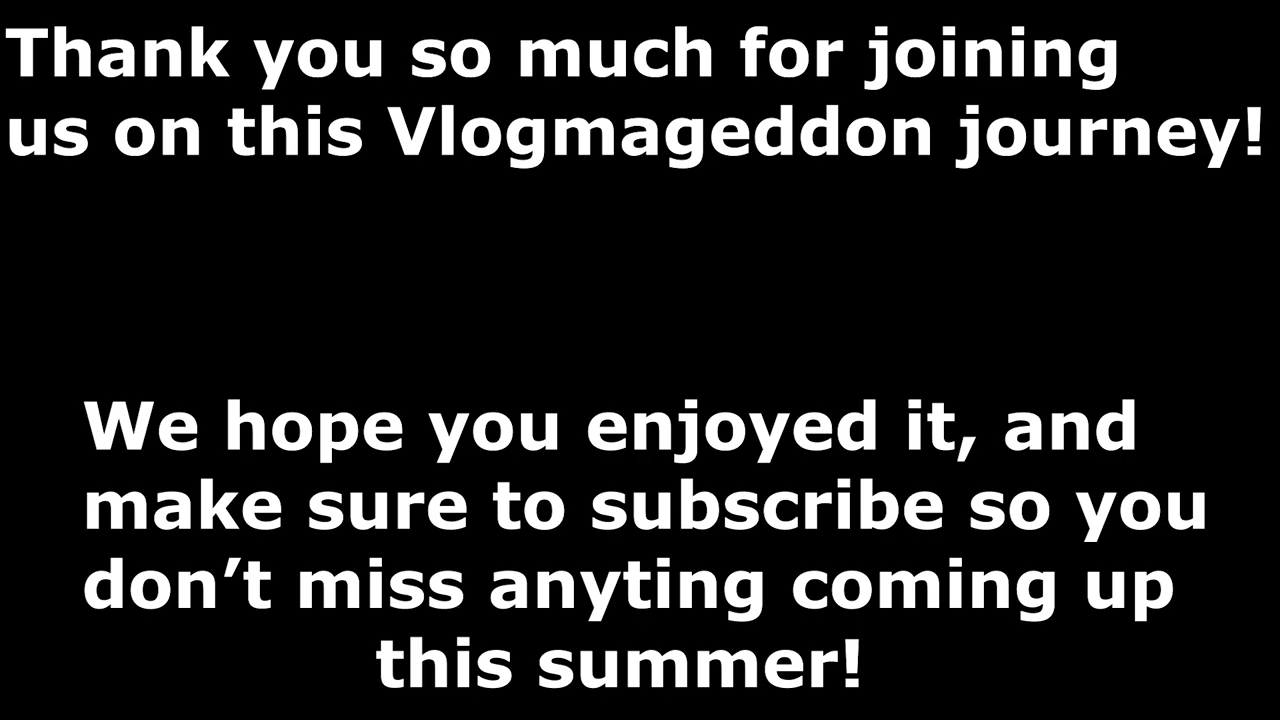 Thank you so much for joining
us on this Vlogmageddon journey!
We hope you enjoyed it, and
make sure to subscribe so you
don’t miss anyting coming up
this summer!